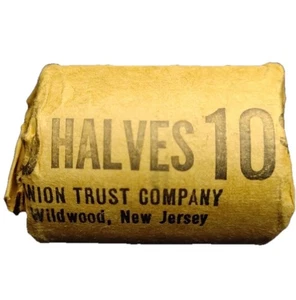 HALVES 10
NION TRUST COMPANY
Wildwood, New Jersey